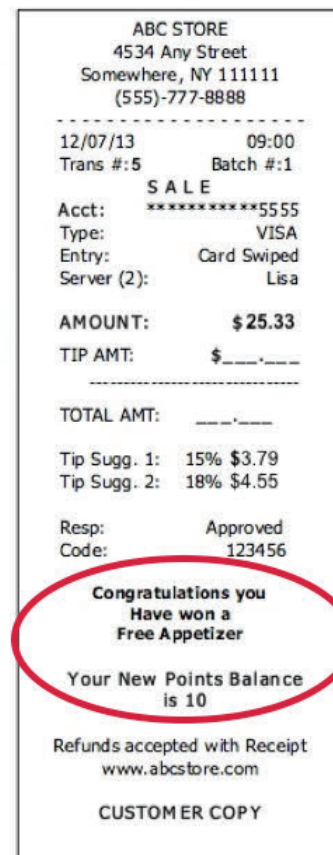 ABC STORE
4534 Any Street
Somewhere, NY 111111
(555)-777-8888
- - - - - - - - - - - - - - - - - - - - - -
12/07/13 09:00
Trans #:5 Batch #:1
S A L E
Acct: ***********5555
Type: VISA
Entry: Card Swiped
Server (2): Lisa
AMOUNT: $25.33
TIP AMT: $___.___
--------------------------------
TOTAL AMT: ___.___
Tip Sugg. 1: 15% $3.79
Tip Sugg. 2: 18% $4.55
Resp: Approved
Code: 123456
Congratulations you
Have won a
Free Appetizer
Your New Points Balance
is 10
Refunds accepted with Receipt
www.abcstore.com
CUSTOMER COPY